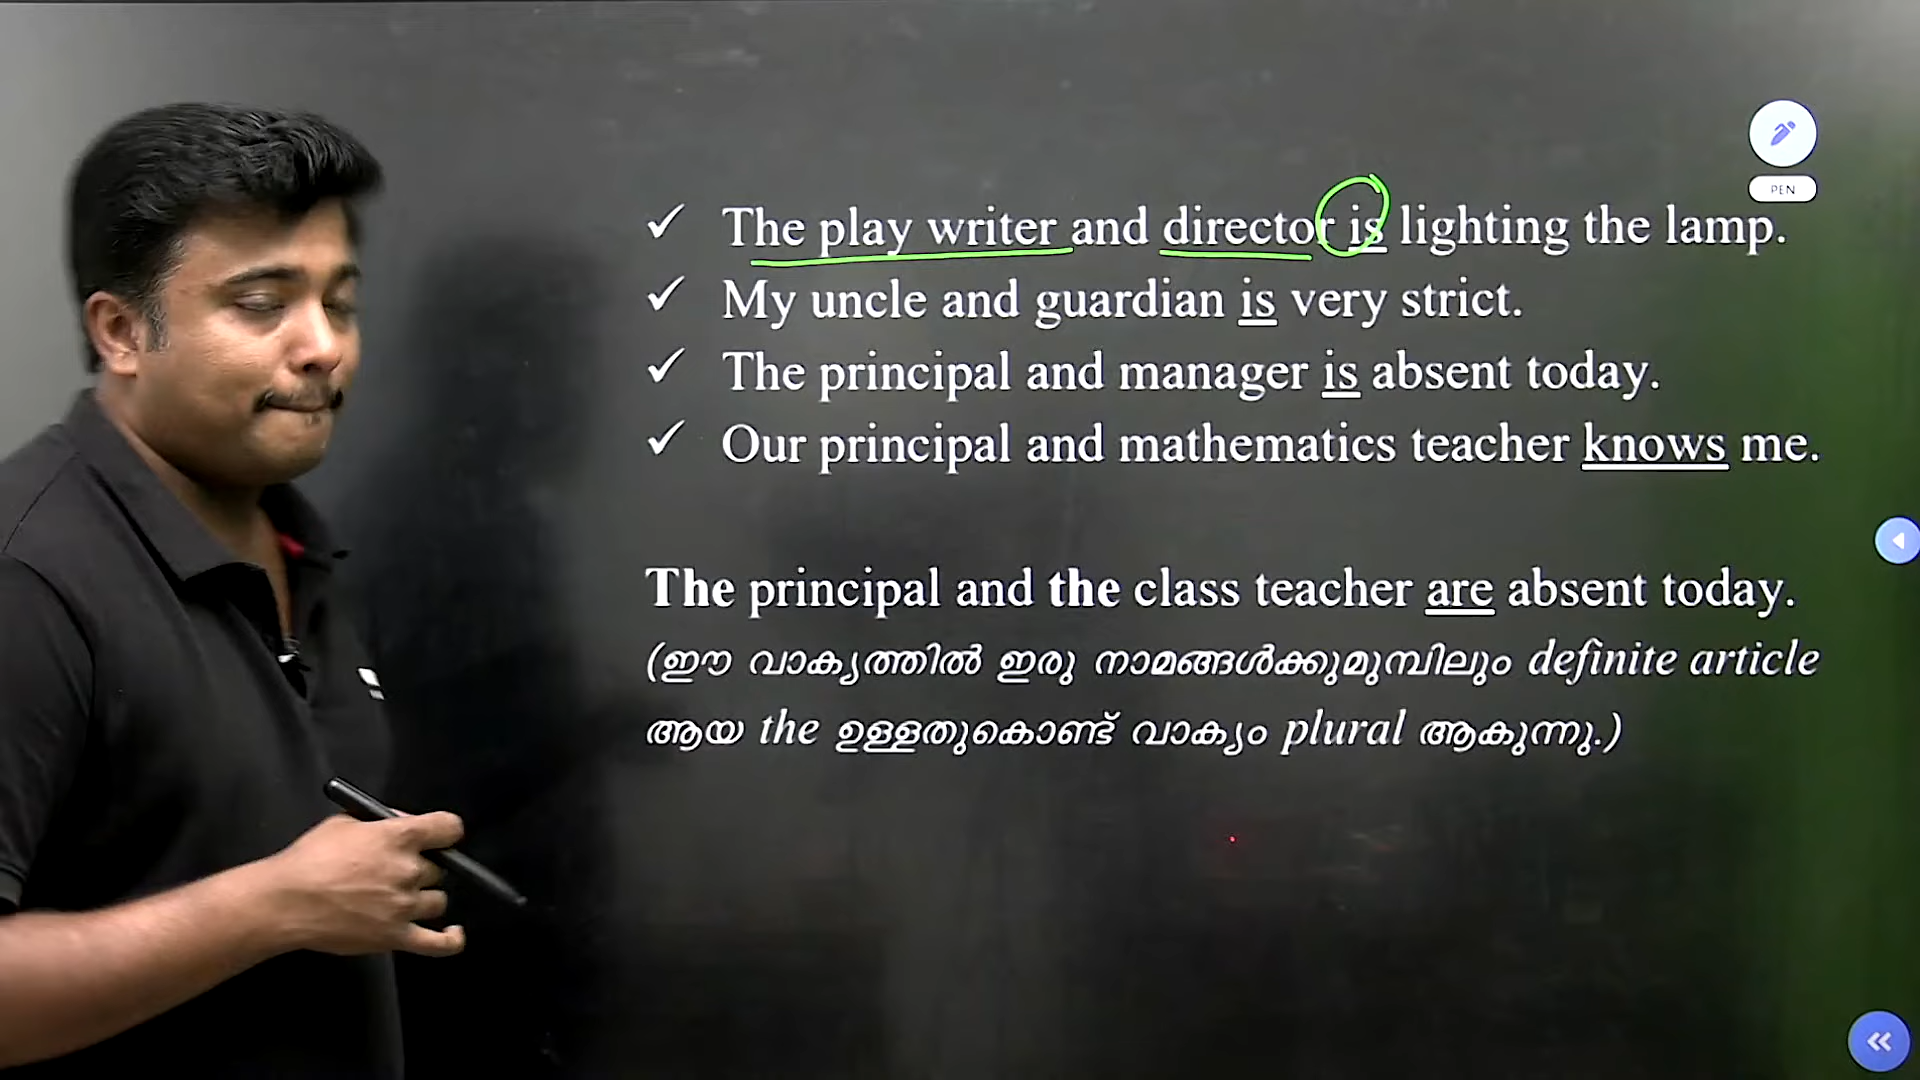 PEN
✓ The play writer and director is lighting the lamp.
✓ My uncle and guardian is very strict.
✓ The principal and manager is absent today.
✓ Our principal and mathematics teacher knows me.
The principal and the class teacher are absent today.
(ഈ വാക്യത്തിൽ ഇരു നാമങ്ങൾക്കുമുമ്പിലും definite article
ആയ the ഉള്ളതുകൊണ്ട് വാക്യം plural ആകുന്നു.)